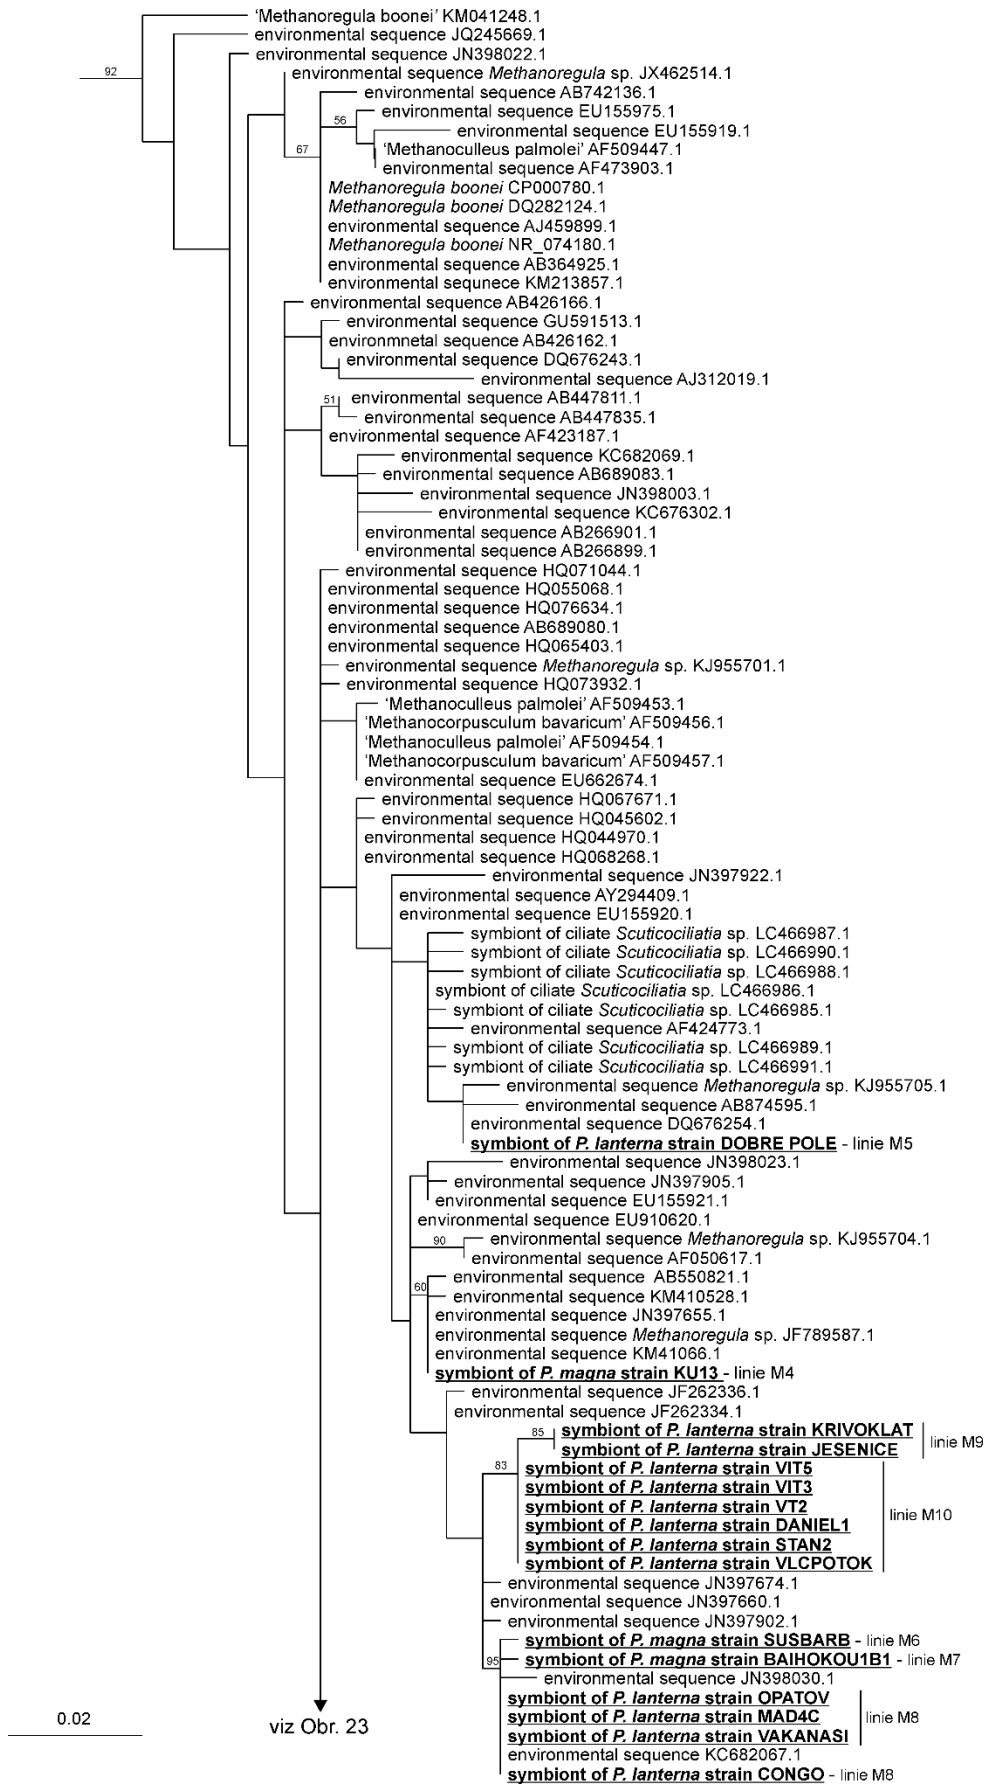 'Methanoregula boonei' KM041248.1
environmental sequence JQ245669.1
environmental sequence JN398022.1
92
environmental sequence Methanoregula sp. JX462514.1
environmental sequence AB742136.1
environmental sequence EU155975.1
56
environmental sequence EU155919.1
67
'Methanoculleus palmolei' AF509447.1
environmental sequence AF473903.1
Methanoregula boonei CP000780.1
Methanoregula boonei DQ282124.1
environmental sequence AJ459899.1
Methanoregula boonei NR_074180.1
environmental sequence AB364925.1
environmental sequnece KM213857.1
environmental sequence AB426166.1
environmental sequence GU591513.1
environmnetal sequence AB426162.1
environmental sequence DQ676243.1
environmental sequence AJ312019.1
51
environmental sequence AB447811.1
environmental sequence AB447835.1
environmental sequence AF423187.1
environmental sequence KC682069.1
environmental sequence AB689083.1
environmental sequence JN398003.1
environmental sequence KC676302.1
environmental sequence AB266901.1
environmental sequence AB266899.1
environmental sequence HQ071044.1
environmental sequence HQ055068.1
environmental sequence HQ076634.1
environmental sequence AB689080.1
environmental sequence HQ065403.1
environmental sequence Methanoregula sp. KJ955701.1
environmental sequence HQ073932.1
'Methanoculleus palmolei' AF509453.1
'Methanocorpusculum bavaricum' AF509456.1
'Methanoculleus palmolei' AF509454.1
'Methanocorpusculum bavaricum' AF509457.1
environmental sequence EU662674.1
environmental sequence HQ067671.1
environmental sequence HQ045602.1
environmental sequence HQ044970.1
environmental sequence HQ068268.1
environmental sequence JN397922.1
environmental sequence AY294409.1
environmental sequence EU155920.1
symbiont of ciliate Scuticociliatia sp. LC466987.1
symbiont of ciliate Scuticociliatia sp. LC466990.1
symbiont of ciliate Scuticociliatia sp. LC466988.1
symbiont of ciliate Scuticociliatia sp. LC466986.1
symbiont of ciliate Scuticociliatia sp. LC466985.1
environmental sequence AF424773.1
symbiont of ciliate Scuticociliatia sp. LC466989.1
symbiont of ciliate Scuticociliatia sp. LC466991.1
environmental sequence Methanoregula sp. KJ955705.1
environmental sequence AB874595.1
environmental sequence DQ676254.1
symbiont of P. lanterna strain DOBRE POLE - linie M5
environmental sequence JN398023.1
environmental sequence JN397905.1
environmental sequence EU155921.1
environmental sequence EU910620.1
90
environmental sequence Methanoregula sp. KJ955704.1
environmental sequence AF050617.1
60
environmental sequence AB550821.1
environmental sequence KM410528.1
environmental sequence JN397655.1
environmental sequence Methanoregula sp. JF789587.1
environmental sequence KM41066.1
symbiont of P. magna strain KU13 - linie M4
environmental sequence JF262336.1
environmental sequence JF262334.1
85
symbiont of P. lanterna strain KRIVOKLAT
symbiont of P. lanterna strain JESENICE
linie M9
83
symbiont of P. lanterna strain VIT5
symbiont of P. lanterna strain VIT3
symbiont of P. lanterna strain VT2
symbiont of P. lanterna strain DANIEL1
symbiont of P. lanterna strain STAN2
symbiont of P. lanterna strain VLCPOTOK
linie M10
environmental sequence JN397674.1
environmental sequence JN397660.1
environmental sequence JN397902.1
symbiont of P. magna strain SUSBARB - linie M6
95
symbiont of P. magna strain BAIHOKOU1B1 - linie M7
environmental sequence JN398030.1
symbiont of P. lanterna strain OPATOV
symbiont of P. lanterna strain MAD4C
symbiont of P. lanterna strain VAKANASI
linie M8
environmental sequence KC682067.1
symbiont of P. lanterna strain CONGO - linie M8
0.02
viz Obr. 23